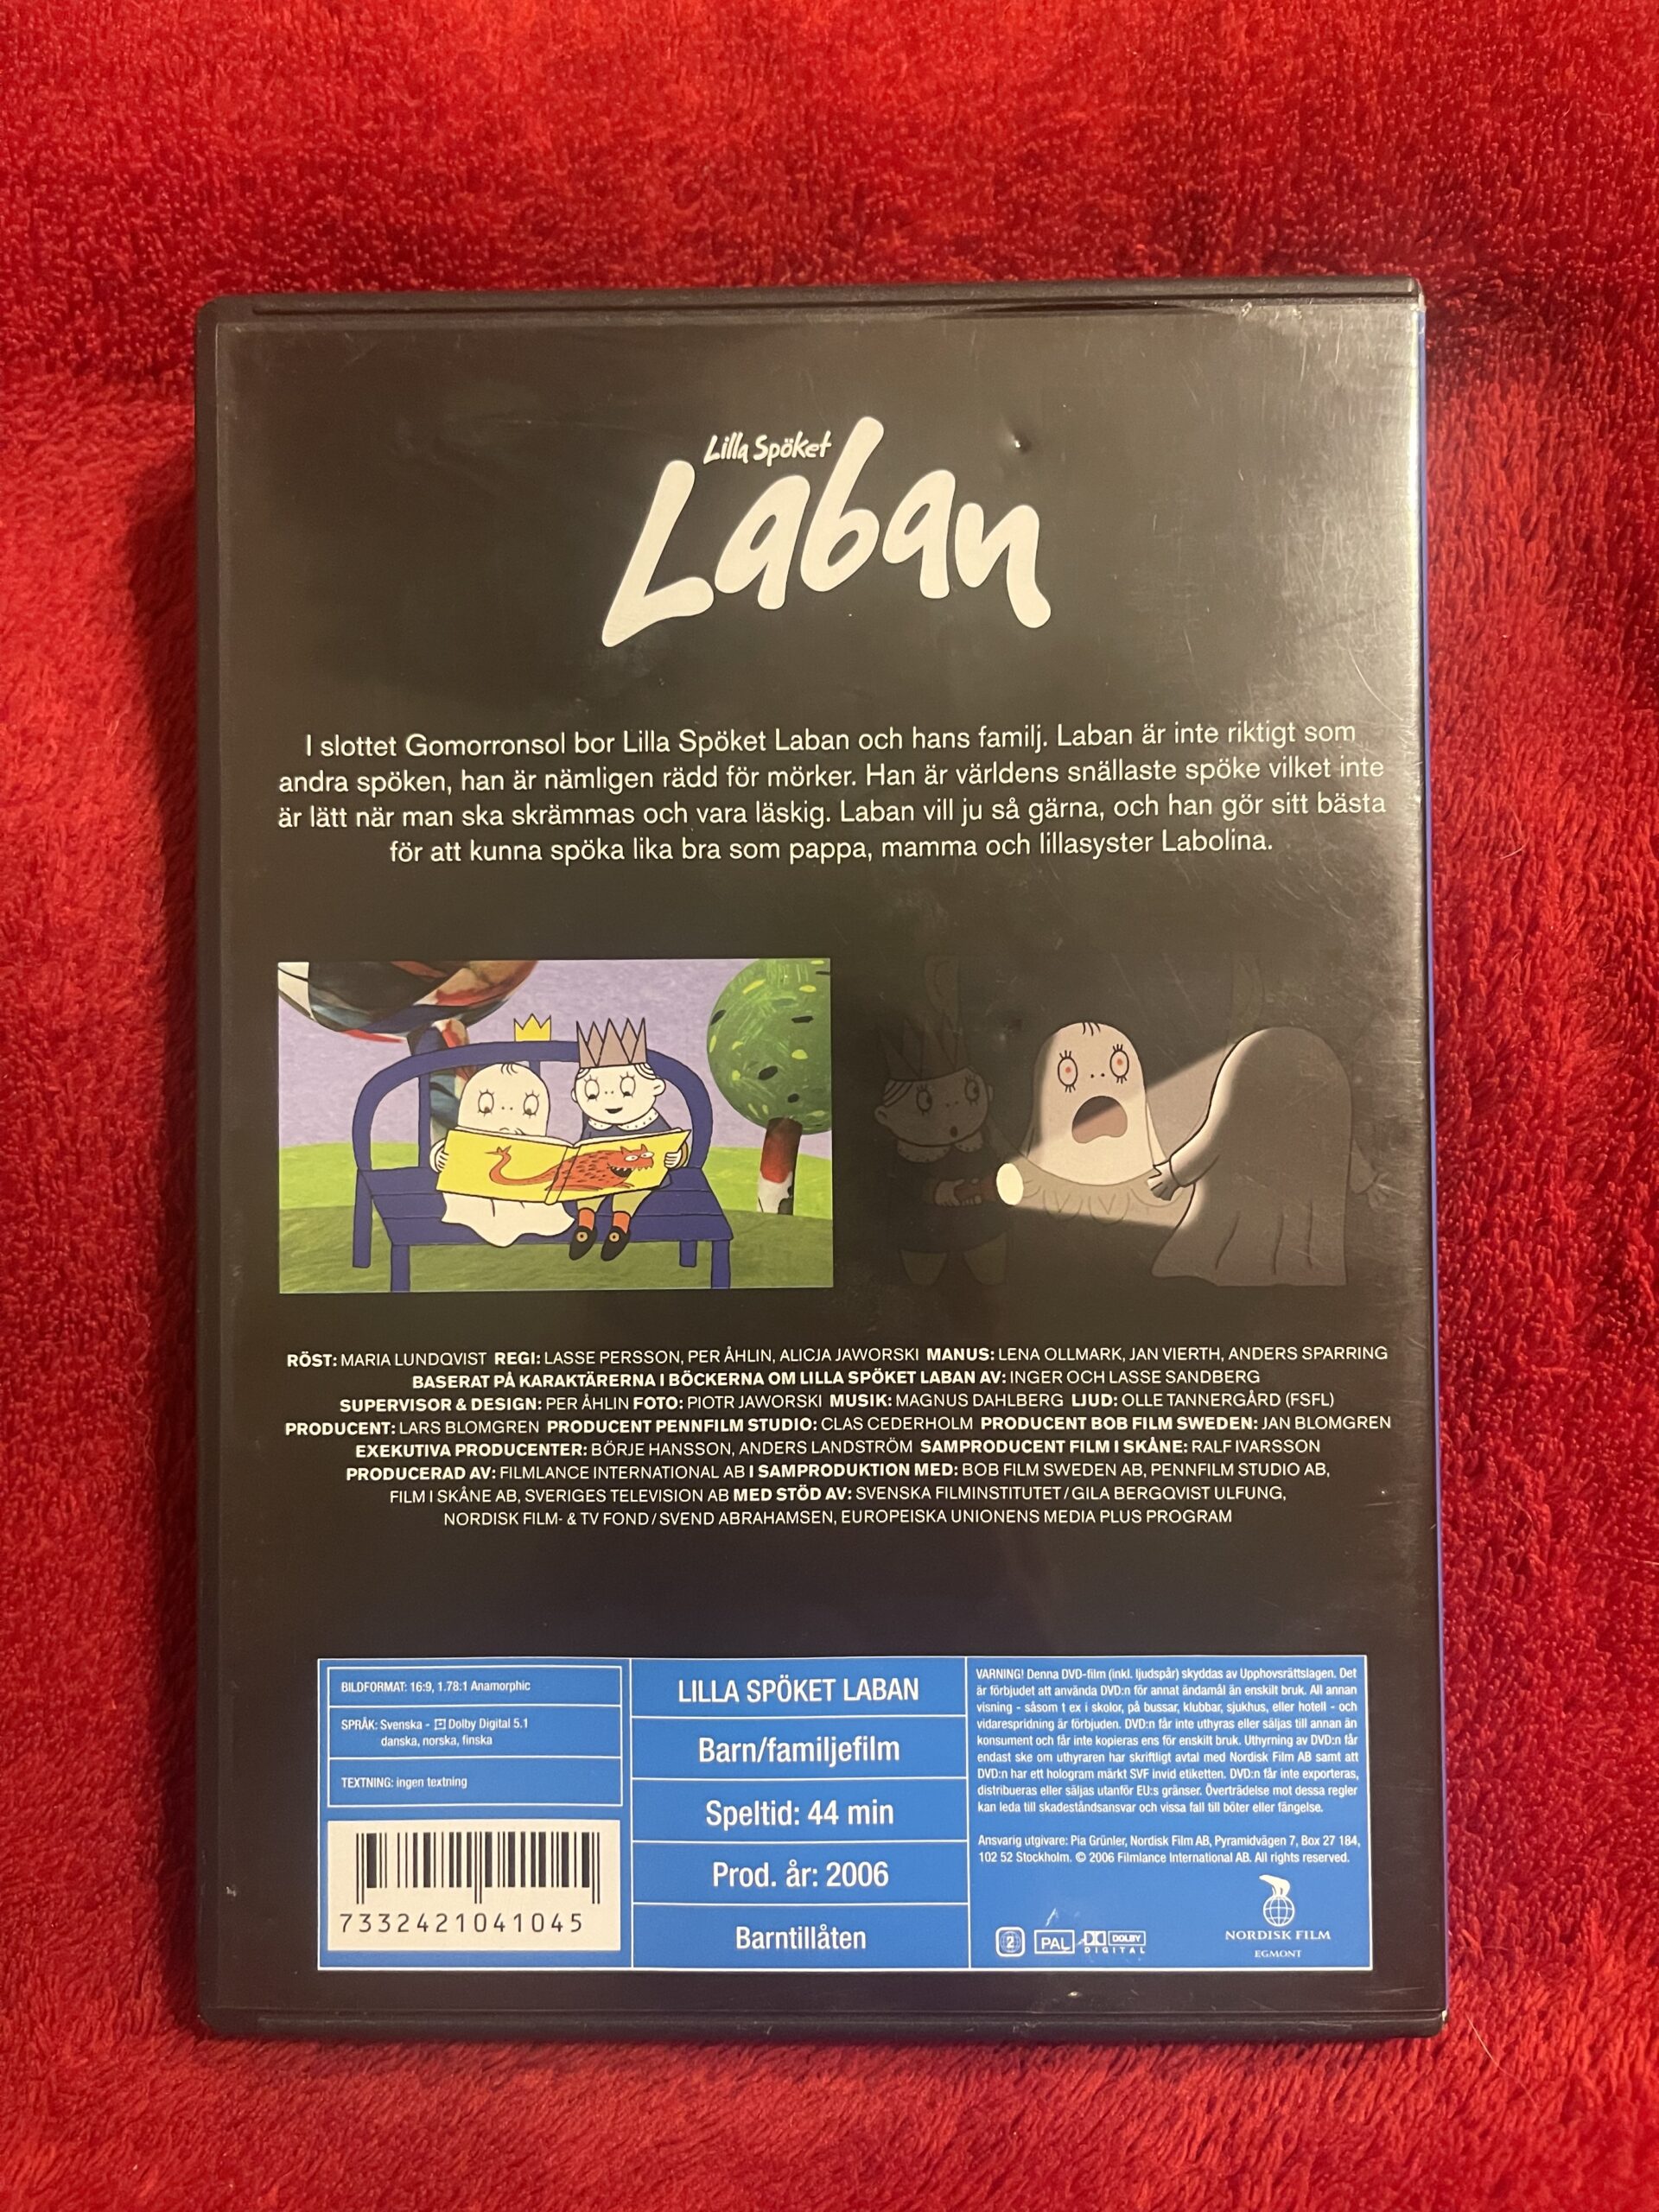 Lilla Spöket
Laban
I slottet Gomorronsol bor Lilla Spöket Laban och hans familj. Laban är inte riktigt som
andra spöken, han är nämligen rädd för mörker. Han är världens snällaste spöke vilket inte
är lätt när man ska skrämmas och vara läskig. Laban vill ju så gärna, och han gör sitt bästa
för att kunna spöka lika bra som pappa, mamma och lillasyster Labolina.
RÖST: MARIA LUNDQVIST REGI: LASSE PERSSON, PER ÅHLIN, ALICJA JAWORSKI MANUS: LENA OLLMARK, JAN VIERTH, ANDERS SPARRING
BASERAT PÅ KARAKTÄRERNA I BÖCKERNA OM LILLA SPÖKET LABAN AV: INGER OCH LASSE SANDBERG
SUPERVISOR & DESIGN: PER ÅHLIN FOTO: PIOTR JAWORSKI MUSIK: MAGNUS DAHLBERG LJUD: OLLE TANNERGÅRD (FSFL)
PRODUCENT: LARS BLOMGREN PRODUCENT PENNFILM STUDIO: CLAS CEDERHOLM PRODUCENT BOB FILM SWEDEN: JAN BLOMGREN
EXEKUTIVA PRODUCENTER: BÖRJE HANSSON, ANDERS LANDSTRÖM SAMPRODUCENT FILM I SKÅNE: RALF IVARSSON
PRODUCERAD AV: FILMLANCE INTERNATIONAL AB I SAMPRODUKTION MED: BOB FILM SWEDEN AB, PENNFILM STUDIO AB,
FILM I SKÅNE AB, SVERIGES TELEVISION AB MED STÖD AV: SVENSKA FILMINSTITUTET / GILA BERGQVIST ULFUNG,
NORDISK FILM- & TV FOND / SVEND ABRAHAMSEN, EUROPEISKA UNIONENS MEDIA PLUS PROGRAM
BILDFORMAT: 16:9, 1.78:1 Anamorphic
SPRÅK: Svenska - Dolby Digital 5.1
danska, norska, finska
TEXTNING: ingen textning
7332421041045
LILLA SPÖKET LABAN
Barn/familjefilm
Speltid: 44 min
Prod. år: 2006
Barntillåten
VARNING! Denna DVD-film (inkl. ljudspår) skyddas av Upphovsrättslagen. Det
är förbjudet att använda DVD:n för annat ändamål än enskilt bruk. All annan
visning - såsom t ex i skolor, på bussar, klubbar, sjukhus, eller hotell - och
vidarespridning är förbjuden. DVD:n får inte uthyras eller säljas till annan än
konsument och får inte kopieras ens för enskilt bruk. Uthyrning av DVD:n får
endast ske om uthyraren har skriftligt avtal med Nordisk Film AB samt att
DVD:n har ett hologram märkt SVF invid etiketten. DVD:n får inte exporteras,
distribueras eller säljas utanför EU:s gränser. Överträdelse mot dessa regler
kan leda till skadeståndsansvar och vissa fall till böter eller fängelse.
Ansvarig utgivare: Pia Grünler, Nordisk Film AB, Pyramidvägen 7, Box 27 184,
102 52 Stockholm. © 2006 Filmlance International AB. All rights reserved.
2 PAL DOLBY
DIGITAL
NORDISK FILM
EGMONT